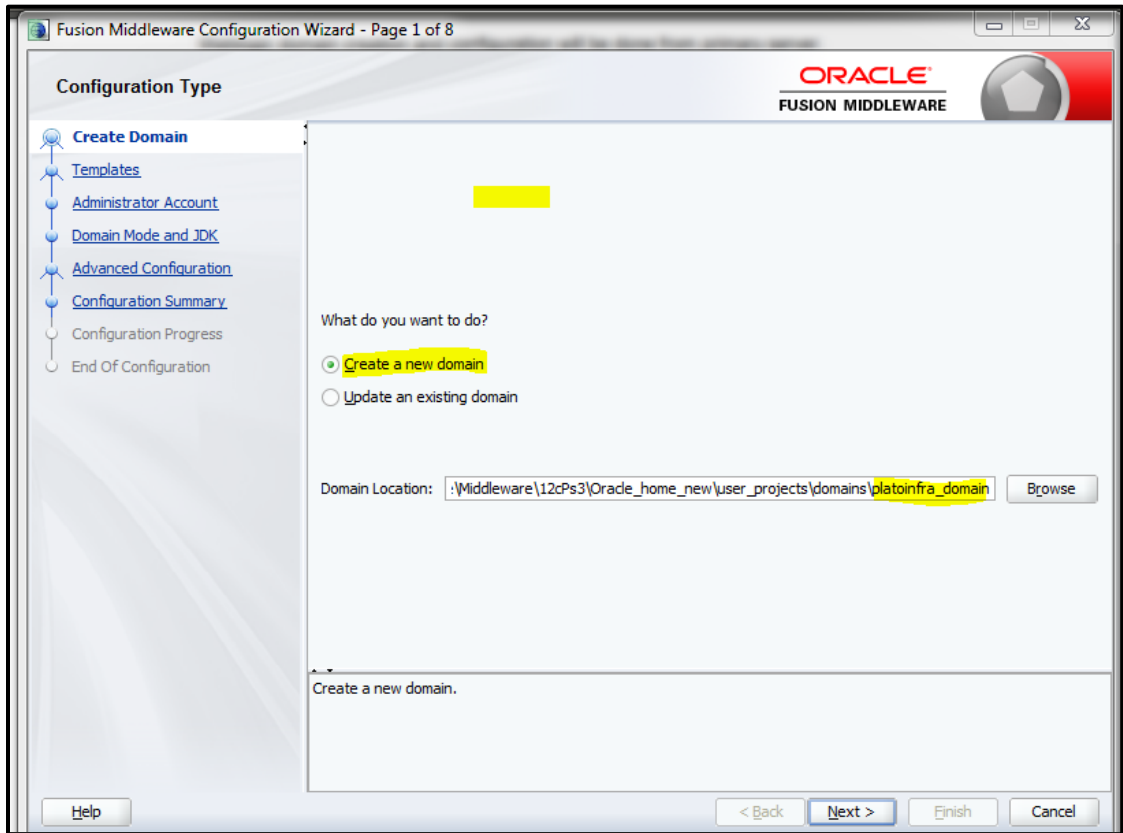 Fusion Middleware Configuration Wizard - Page 1 of 8
Configuration Type
ORACLE
FUSION MIDDLEWARE
Create Domain
Templates
Administrator Account
Domain Mode and JDK
Advanced Configuration
Configuration Summary
Configuration Progress
End Of Configuration
What do you want to do?
Create a new domain
Update an existing domain
Domain Location: :\Middleware\12cPs3\Oracle_home_new\user_projects\domains\platoinfra_domain Browse
Create a new domain.
Help < Back Next > Finish Cancel